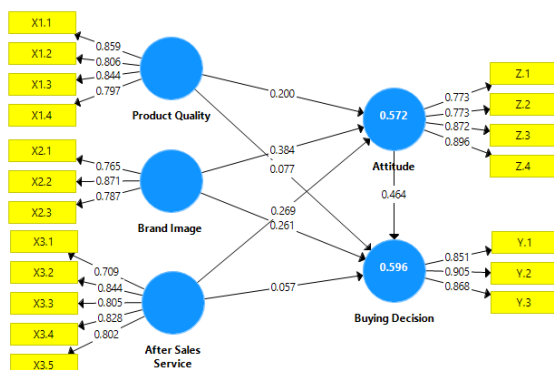 X1.1
X1.2
X1.3
X1.4
0.859
0.806
0.844
0.797
Product Quality
X2.1
X2.2
X2.3
0.765
0.871
0.787
Brand Image
X3.1
X3.2
X3.3
X3.4
X3.5
0.709
0.844
0.805
0.828
0.802
After Sales
Service
0.200
0.384
0.077
0.269
0.261
0.057
0.572
Attitude
0.464
0.596
Buying Decision
0.773
0.773
0.872
0.896
Z.1
Z.2
Z.3
Z.4
0.851
0.905
0.868
Y.1
Y.2
Y.3